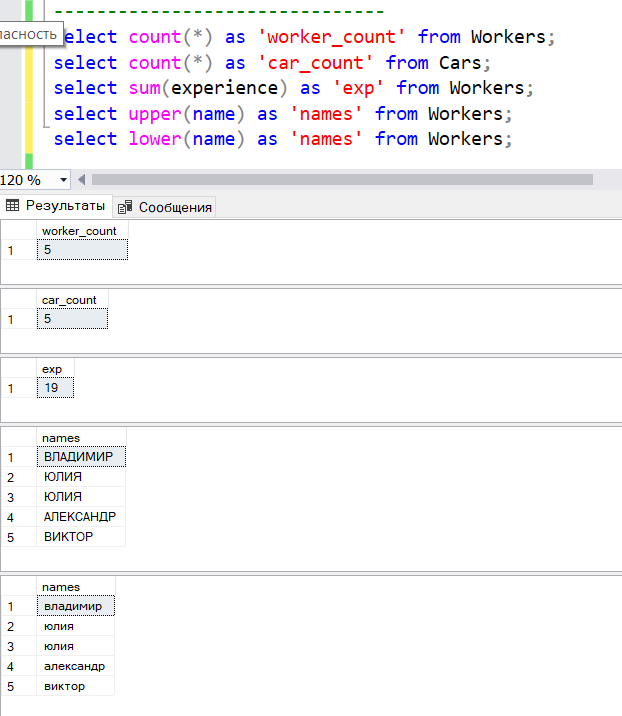 --------------------------------
пасность
select count(*) as 'worker_count' from Workers;
select count(*) as 'car_count' from Cars;
select sum(experience) as 'exp' from Workers;
select upper(name) as 'names' from Workers;
select lower(name) as 'names' from Workers;
120 %
Результаты Сообщения
worker_count
1 5
car_count
1 5
exp
1 19
names
1 ВЛАДИМИР
2 ЮЛИЯ
3 ЮЛИЯ
4 АЛЕКСАНДР
5 ВИКТОР
names
1 владимир
2 юлия
3 юлия
4 александр
5 виктор